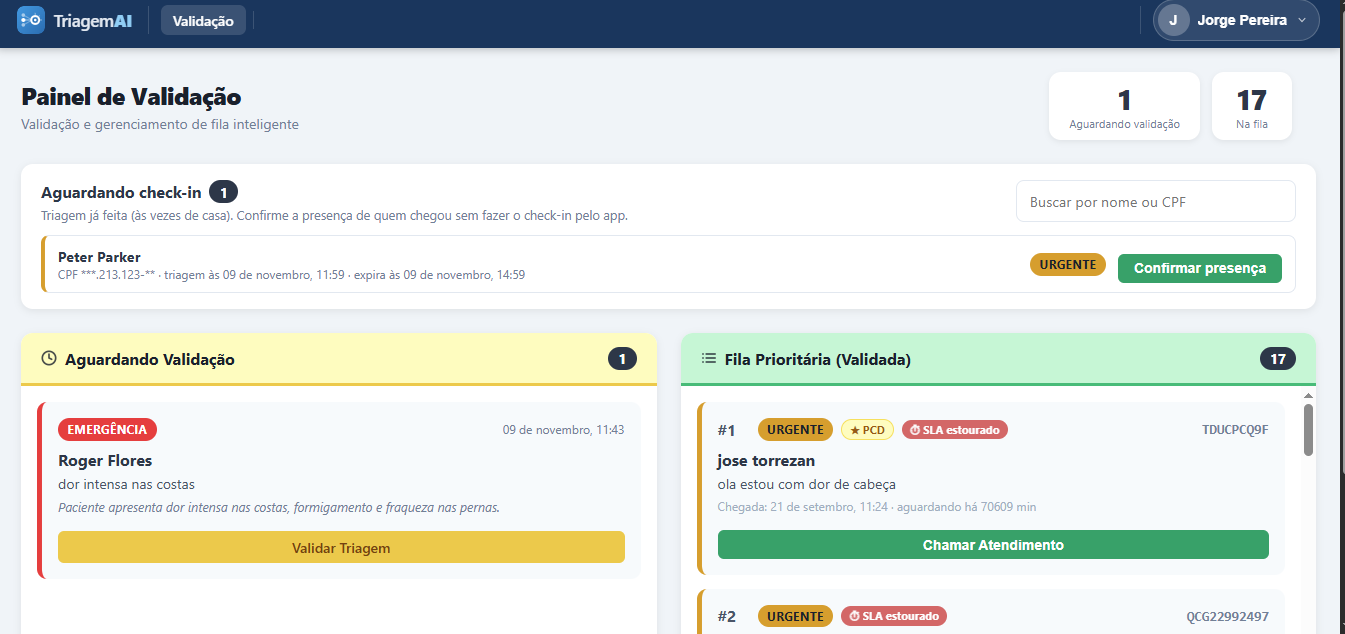 TriagemAI
Validação
J
Jorge Pereira
Painel de Validação
Validação e gerenciamento de fila inteligente
1
Aguardando validação
17
Na fila
Aguardando check-in 1
Triagem já feita (às vezes de casa). Confirme a presença de quem chegou sem fazer o check-in pelo app.
Buscar por nome ou CPF
Peter Parker
CPF ***.213.123-** · triagem às 09 de novembro, 11:59 · expira às 09 de novembro, 14:59
URGENTE
Confirmar presença
Aguardando Validação
1
EMERGÊNCIA
09 de novembro, 11:43
Roger Flores
dor intensa nas costas
Paciente apresenta dor intensa nas costas, formigamento e fraqueza nas pernas.
Validar Triagem
Fila Prioritária (Validada)
17
#1 URGENTE ★ PCD SLA estourado TDUCPCQ9F
jose torrezan
ola estou com dor de cabeça
Chegada: 21 de setembro, 11:24 · aguardando há 70609 min
Chamar Atendimento
#2 URGENTE SLA estourado QCG22992497